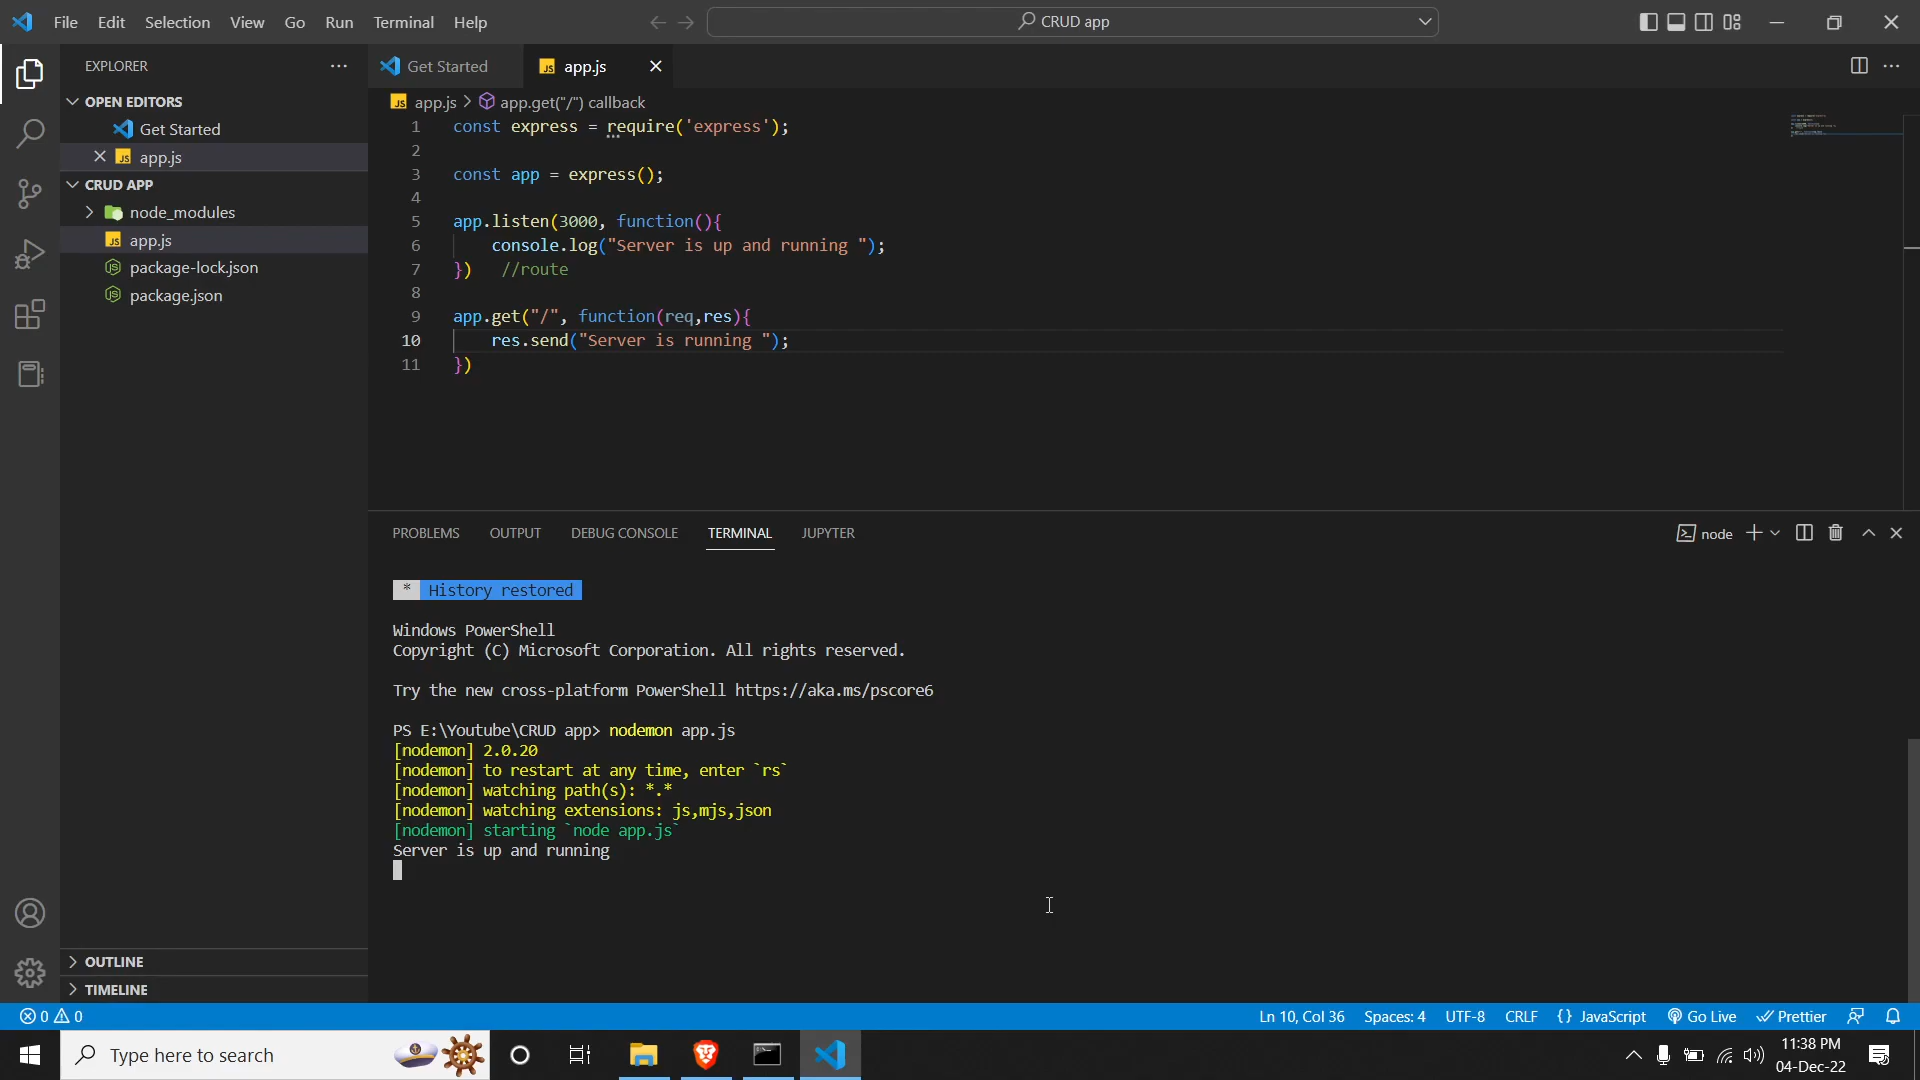 File Edit Selection View Go Run Terminal Help
CRUD app
EXPLORER
OPEN EDITORS
Get Started
app.js
CRUD APP
node_modules
app.js
package-lock.json
package.json
OUTLINE
TIMELINE
Get Started
app.js
app.js > app.get("/") callback
1 const express = require('express');
2
3 const app = express();
4
5 app.listen(3000, function(){
6 console.log("Server is up and running ");
7 }) //route
8
9 app.get("/", function(req,res){
10 res.send("Server is running ");
11 })
PROBLEMS OUTPUT DEBUG CONSOLE TERMINAL JUPYTER
node
* History restored
Windows PowerShell
Copyright (C) Microsoft Corporation. All rights reserved.
Try the new cross-platform PowerShell https://aka.ms/pscore6
PS E:\Youtube\CRUD app> nodemon app.js
[nodemon] 2.0.20
[nodemon] to restart at any time, enter `rs`
[nodemon] watching path(s): *.*
[nodemon] watching extensions: js,mjs,json
[nodemon] starting `node app.js`
Server is up and running
0 0
Ln 10, Col 36 Spaces: 4 UTF-8 CRLF {} JavaScript Go Live Prettier
Type here to search
11:38 PM
04-Dec-22